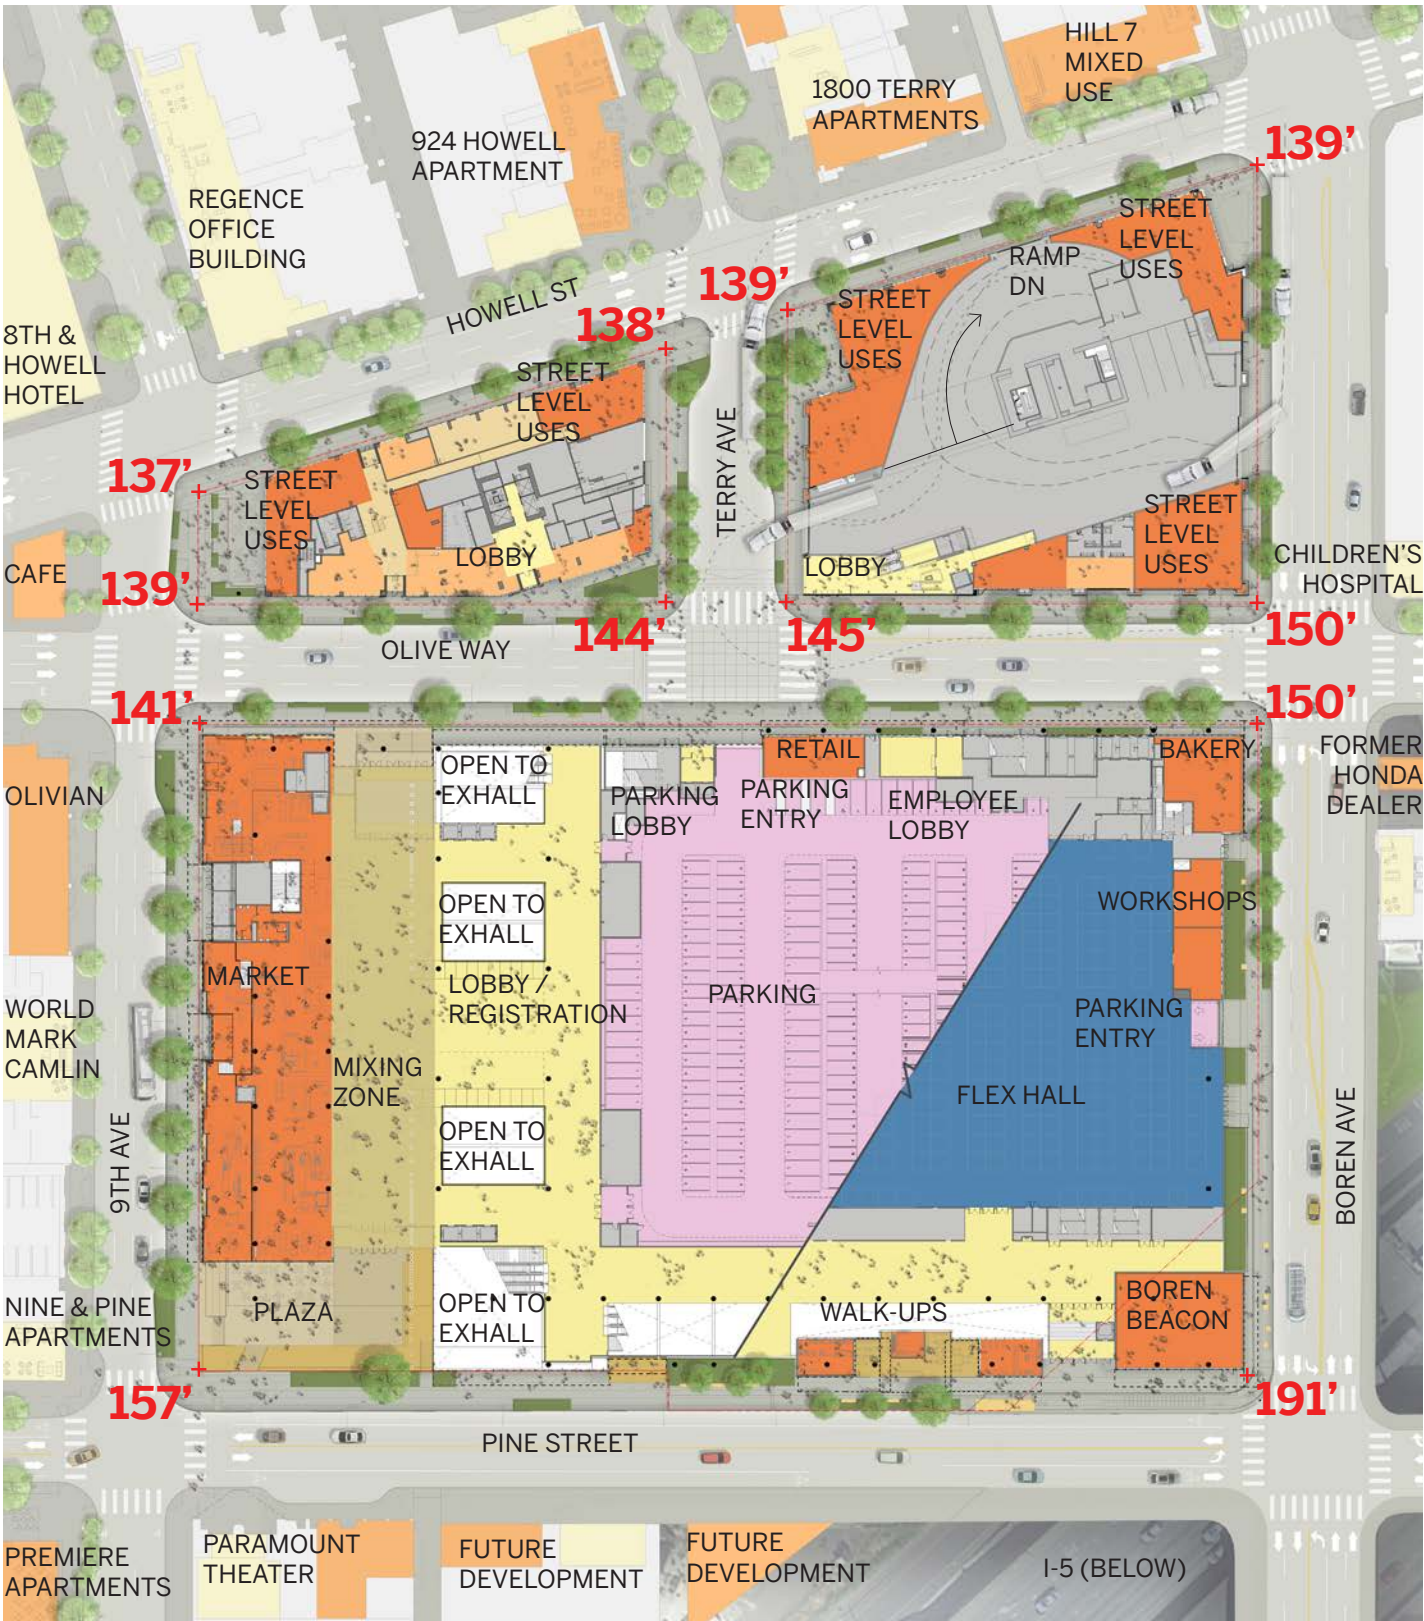 HILL 7
MIXED
USE
1800 TERRY
APARTMENTS
924 HOWELL
APARTMENT
REGENCE
OFFICE
BUILDING
8TH &
HOWELL
HOTEL
HOWELL ST
139'
STREET
LEVEL
USES
RAMP
DN
139'
STREET
LEVEL
USES
138'
STREET
LEVEL
USES
137'
STREET
LEVEL
USES
LOBBY
TERRY AVE
STREET
LEVEL
USES
LOBBY
CHILDREN'S
HOSPITAL
CAFE
139'
144'
145'
150'
OLIVE WAY
141'
150'
OPEN TO
EXHALL
PARKING
LOBBY
PARKING
ENTRY
RETAIL
EMPLOYEE
LOBBY
BAKERY
FORMER
HONDA
DEALER
OLIVIAN
OPEN TO
EXHALL
WORKSHOPS
MARKET
LOBBY /
REGISTRATION
PARKING
PARKING
ENTRY
WORLD
MARK
CAMLIN
MIXING
ZONE
FLEX HALL
9TH AVE
OPEN TO
EXHALL
BOREN AVE
NINE & PINE
APARTMENTS
PLAZA
OPEN TO
EXHALL
WALK-UPS
BOREN
BEACON
157'
191'
PINE STREET
PREMIERE
APARTMENTS
PARAMOUNT
THEATER
FUTURE
DEVELOPMENT
FUTURE
DEVELOPMENT
I-5 (BELOW)